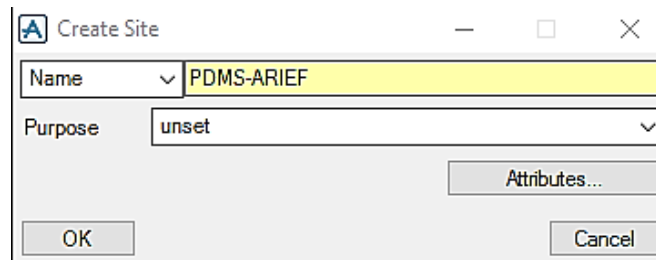 Create Site
Name PDMS-ARIEF
Purpose unset
Attributes...
OK Cancel